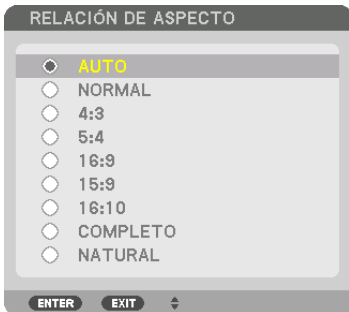 RELACIÓN DE ASPECTO
AUTO
NORMAL
4:3
5:4
16:9
15:9
16:10
COMPLETO
NATURAL
ENTER EXIT